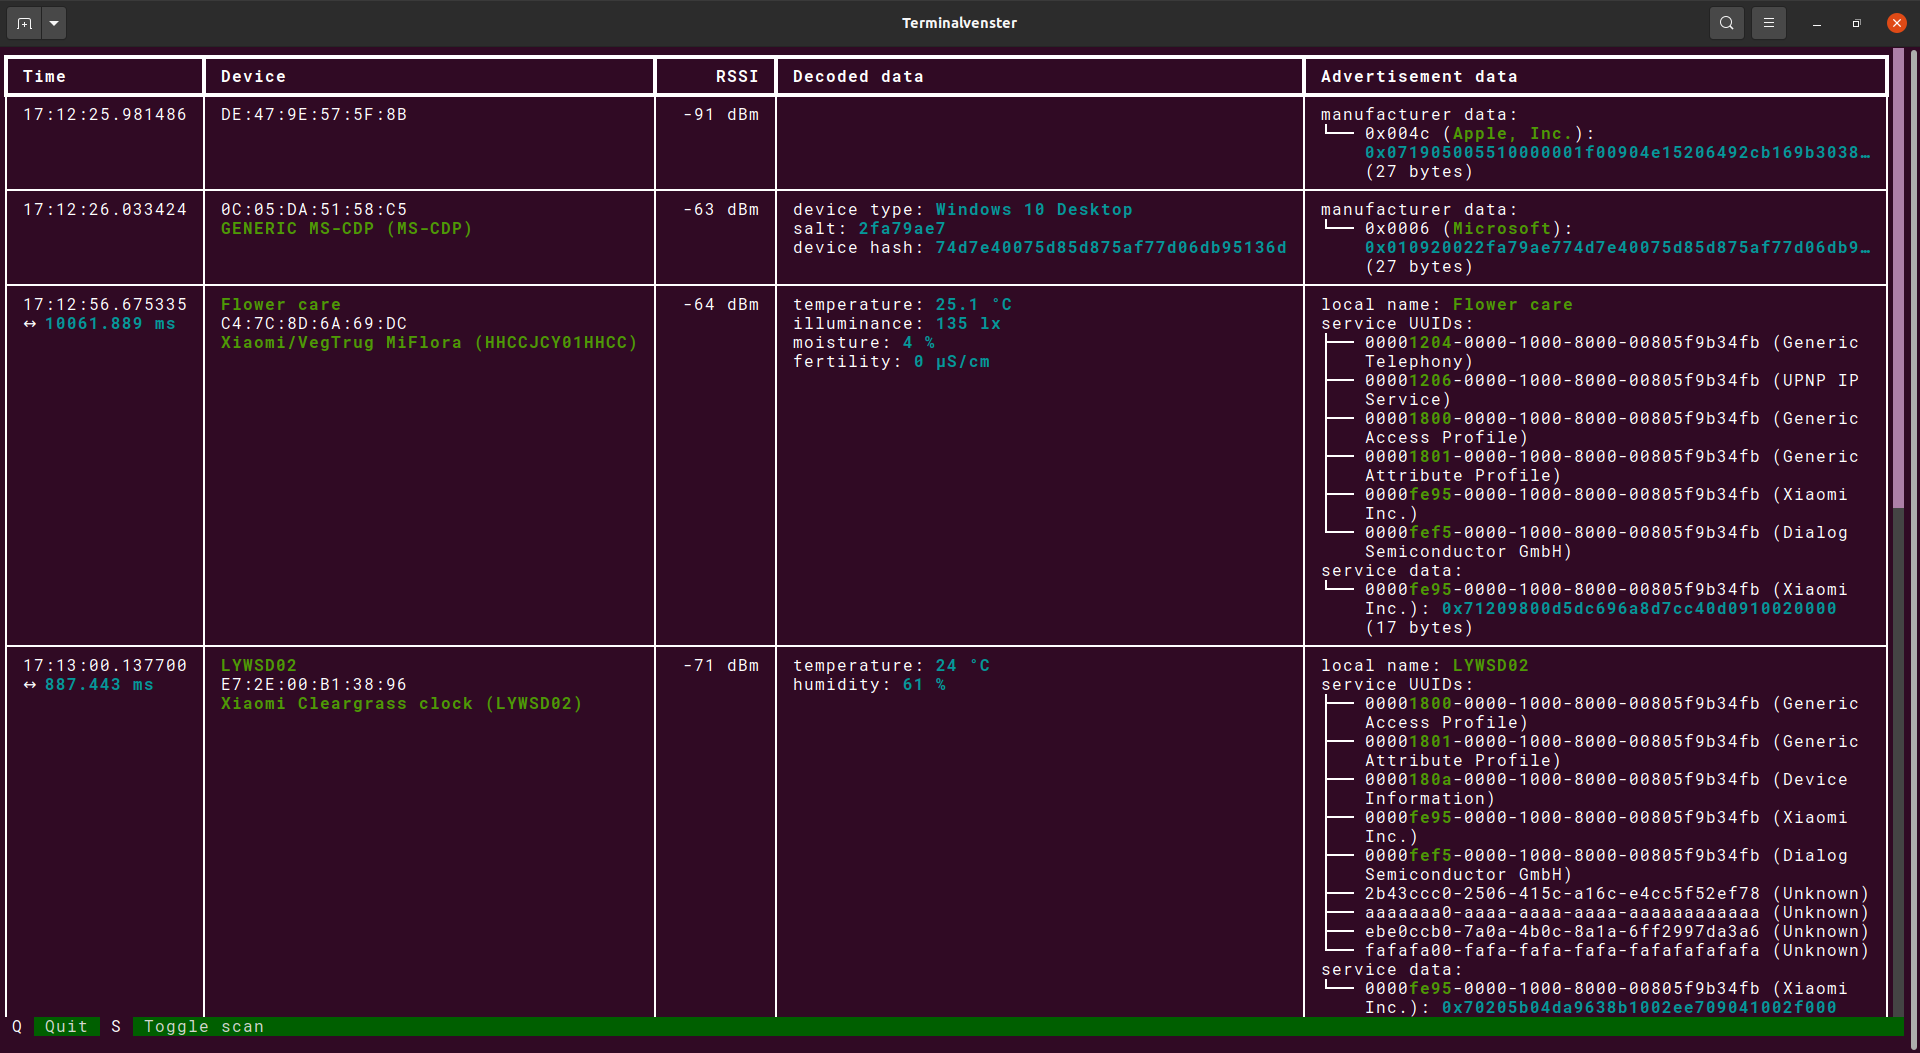 Terminalvenster
Time Device RSSI Decoded data Advertisement data
17:12:25.981486 DE:47:9E:57:5F:8B -91 dBm manufacturer data:
0x004c (Apple, Inc.):
0x071905005510000001f00904e15206492cb169b3038…
(27 bytes)
17:12:26.033424 0C:05:DA:51:58:C5 -63 dBm device type: Windows 10 Desktop manufacturer data:
GENERIC MS-CDP (MS-CDP) salt: 2fa79ae7 0x0006 (Microsoft):
device hash: 74d7e40075d85d875af77d06db95136d 0x010920022fa79ae774d7e40075d85d875af77d06db9…
(27 bytes)
17:12:56.675335 Flower care -64 dBm temperature: 25.1 °C local name: Flower care
↔ 10061.889 ms C4:7C:8D:6A:69:DC illuminance: 135 lx service UUIDs:
Xiaomi/VegTrug MiFlora (HHCCJCY01HHCC) moisture: 4 % 00001204-0000-1000-8000-00805f9b34fb (Generic
fertility: 0 µS/cm Telephony)
00001206-0000-1000-8000-00805f9b34fb (UPNP IP
Service)
00001800-0000-1000-8000-00805f9b34fb (Generic
Access Profile)
00001801-0000-1000-8000-00805f9b34fb (Generic
Attribute Profile)
0000fe95-0000-1000-8000-00805f9b34fb (Xiaomi
Inc.)
0000fef5-0000-1000-8000-00805f9b34fb (Dialog
Semiconductor GmbH)
service data:
0000fe95-0000-1000-8000-00805f9b34fb (Xiaomi
Inc.): 0x71209800d5dc696a8d7cc40d0910020000
(17 bytes)
17:13:00.137700 LYWSD02 -71 dBm temperature: 24 °C local name: LYWSD02
↔ 887.443 ms E7:2E:00:B1:38:96 humidity: 61 % service UUIDs:
Xiaomi Cleargrass clock (LYWSD02) 00001800-0000-1000-8000-00805f9b34fb (Generic
Access Profile)
00001801-0000-1000-8000-00805f9b34fb (Generic
Attribute Profile)
0000180a-0000-1000-8000-00805f9b34fb (Device
Information)
0000fe95-0000-1000-8000-00805f9b34fb (Xiaomi
Inc.)
0000fef5-0000-1000-8000-00805f9b34fb (Dialog
Semiconductor GmbH)
2b43ccc0-2506-415c-a16c-e4cc5f52ef78 (Unknown)
aaaaaaa0-aaaa-aaaa-aaaa-aaaaaaaaaaaa (Unknown)
ebe0ccb0-7a0a-4b0c-8a1a-6ff2997da3a6 (Unknown)
fafafa00-fafa-fafa-fafa-fafafafafafa (Unknown)
service data:
0000fe95-0000-1000-8000-00805f9b34fb (Xiaomi
Inc.): 0x70205b04da9638b1002ee709041002f000
Q Quit S Toggle scan